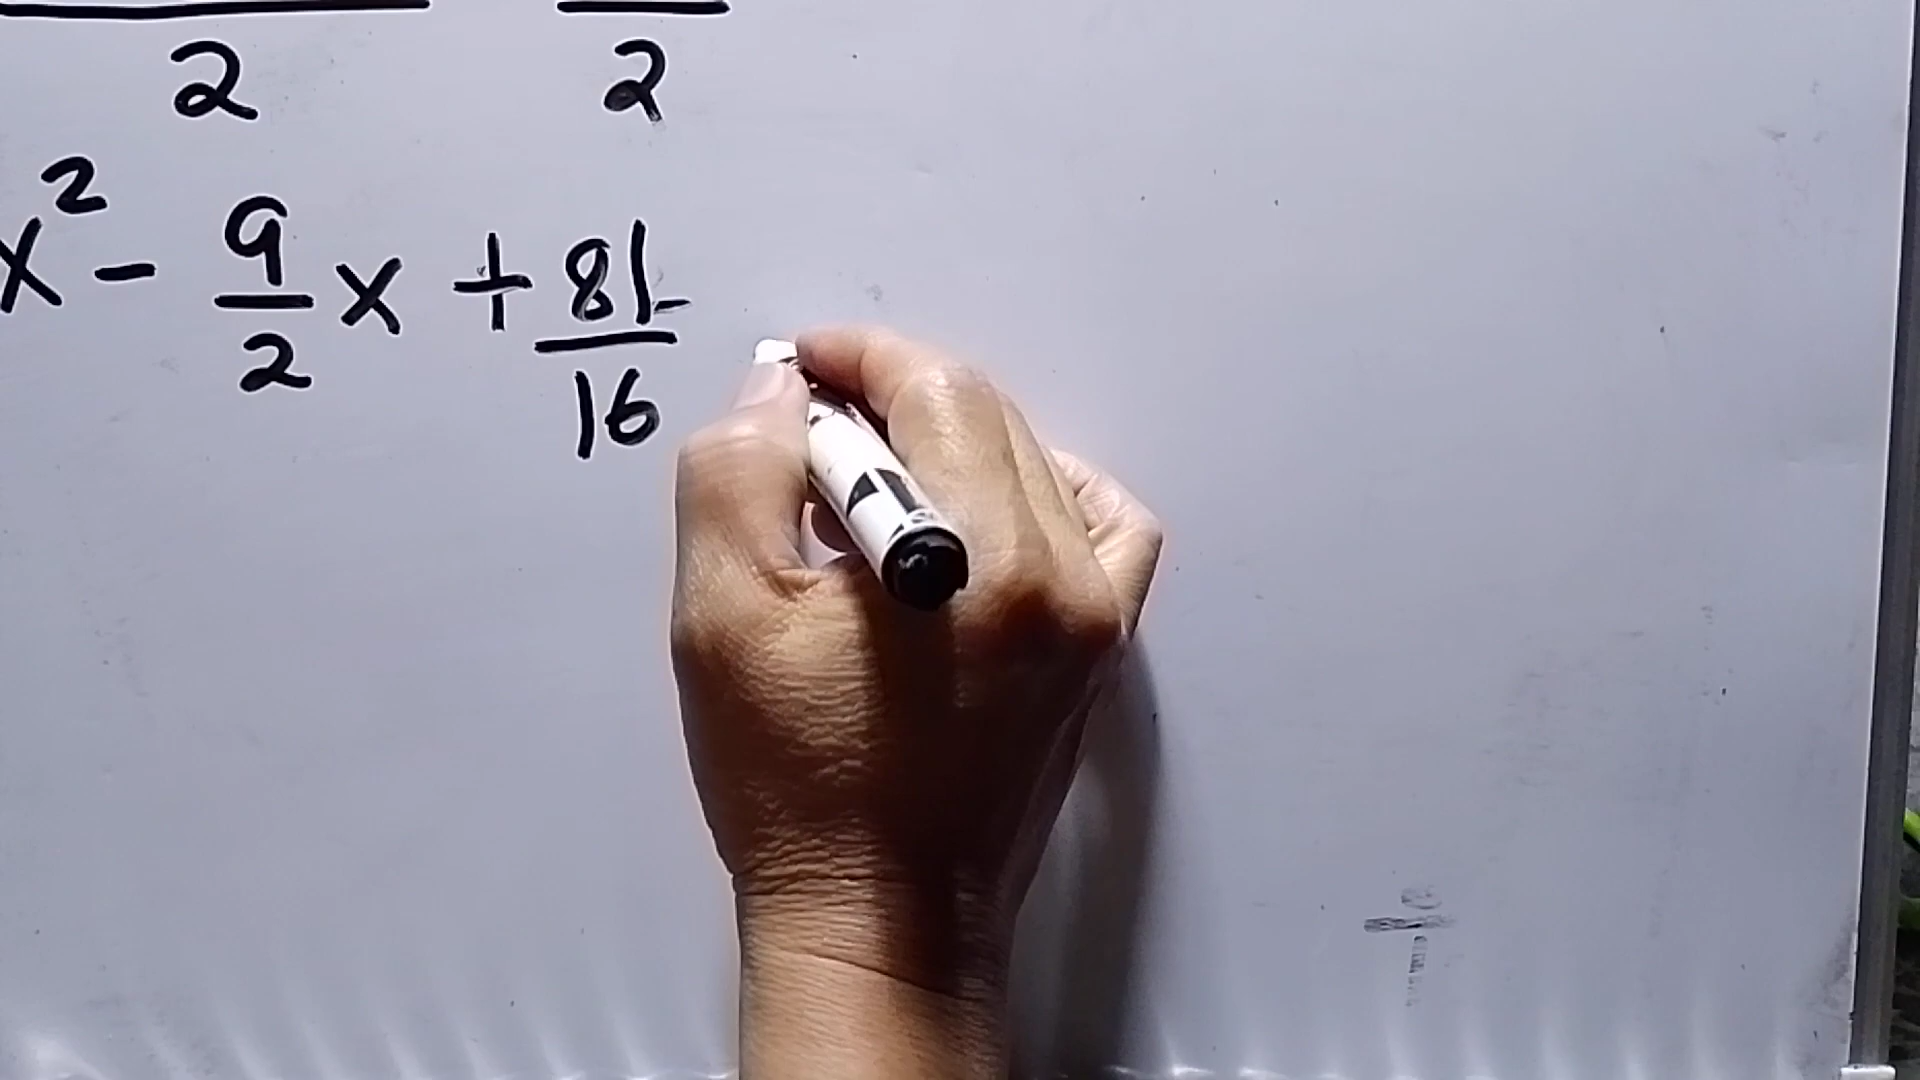 2 2
x² - 9/2 x + 81/16